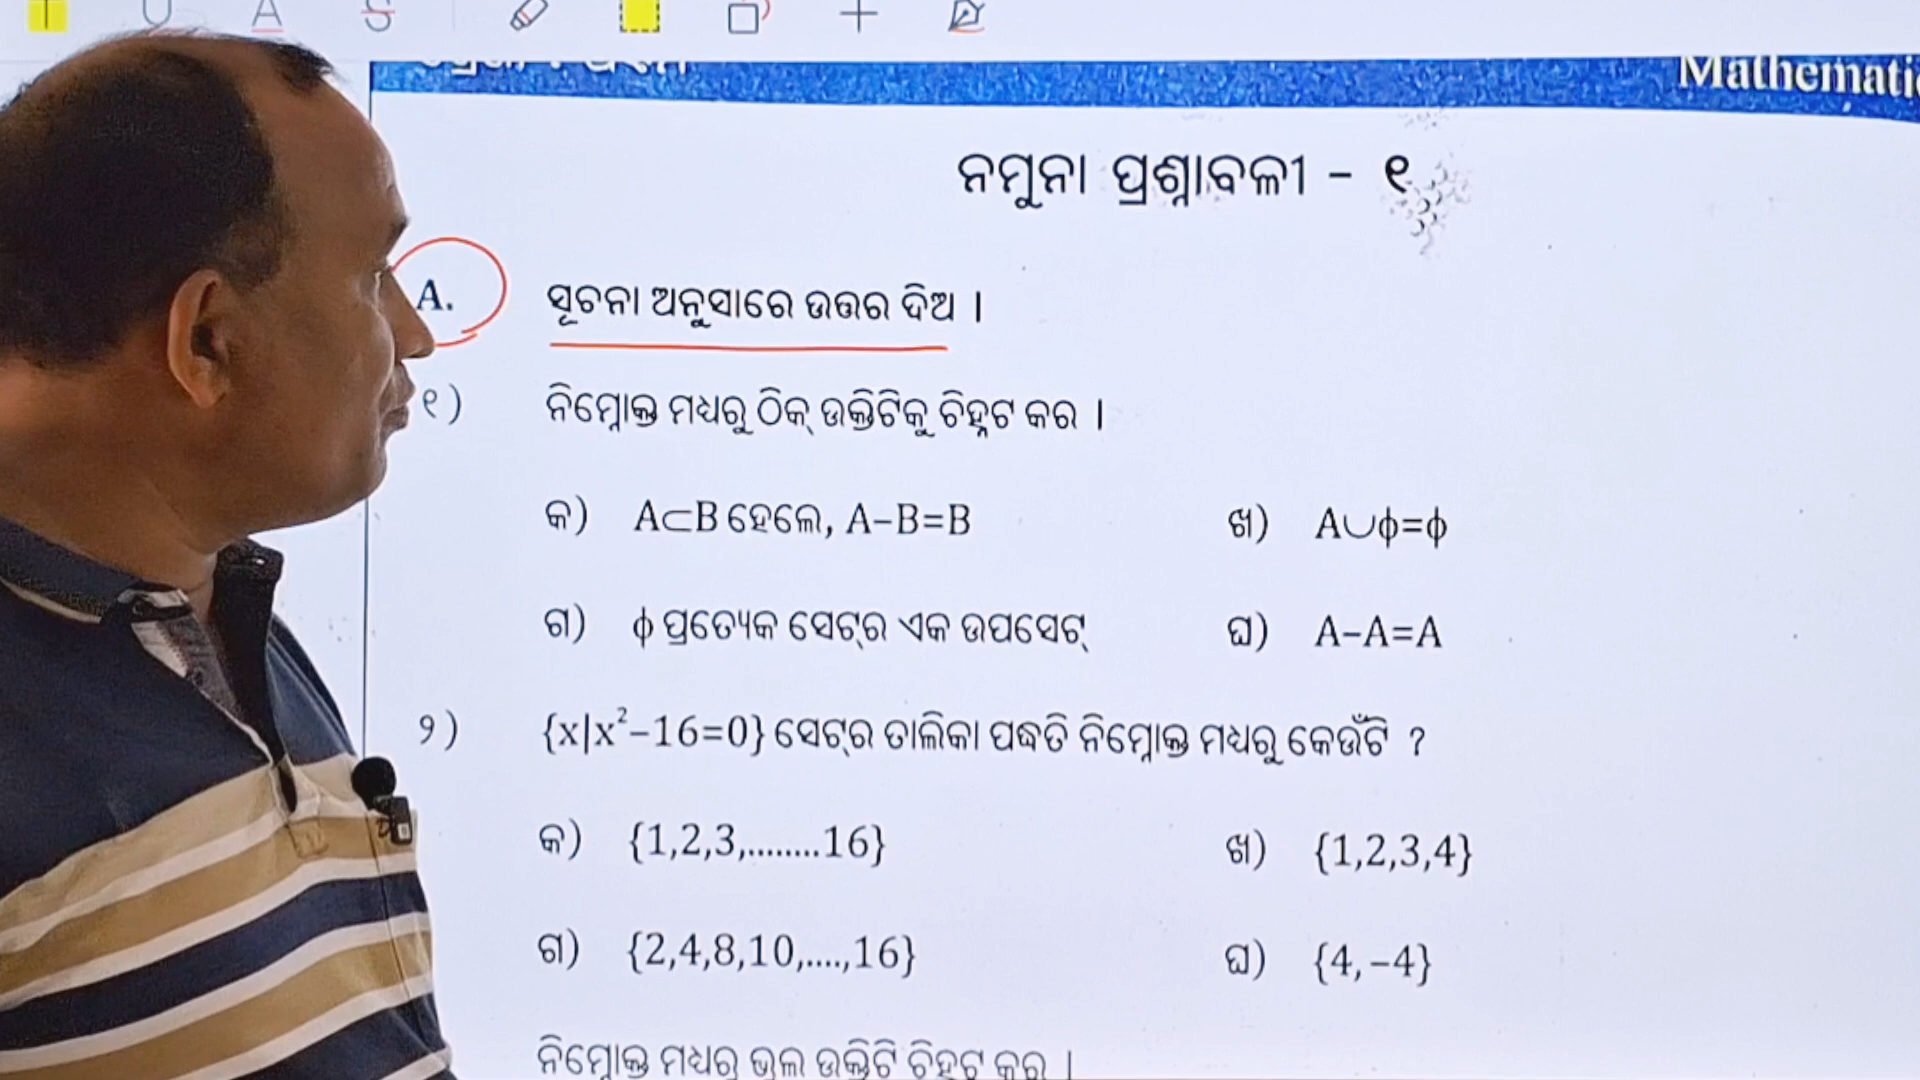 Mathematic
ନମୁନା ପ୍ରଶ୍ନାବଳୀ - ୧
A. ସୂଚନା ଅନୁସାରେ ଉତ୍ତର ଦିଅ ।
୧) ନିମ୍ନୋକ୍ତ ମଧ୍ୟରୁ ଠିକ୍ ଉକ୍ତିଟିକୁ ଚିହ୍ନଟ କର ।
କ) A⊂B ହେଲେ, A-B=B ଖ) A∪ϕ=ϕ
ଗ) ϕ ପ୍ରତ୍ୟେକ ସେଟ୍‌ର ଏକ ଉପସେଟ୍ ଘ) A-A=A
୨) {x|x²-16=0} ସେଟ୍‌ର ତାଲିକା ପଦ୍ଧତି ନିମ୍ନୋକ୍ତ ମଧ୍ୟରୁ କେଉଁଟି ?
କ) {1,2,3,........16} ଖ) {1,2,3,4}
ଗ) {2,4,8,10,....,16} ଘ) {4,-4}
ନିମ୍ନୋକ୍ତ ମଧ୍ୟରୁ ଭୁଲ ଉକ୍ତିଟି ଚିହ୍ନଟ କର ।